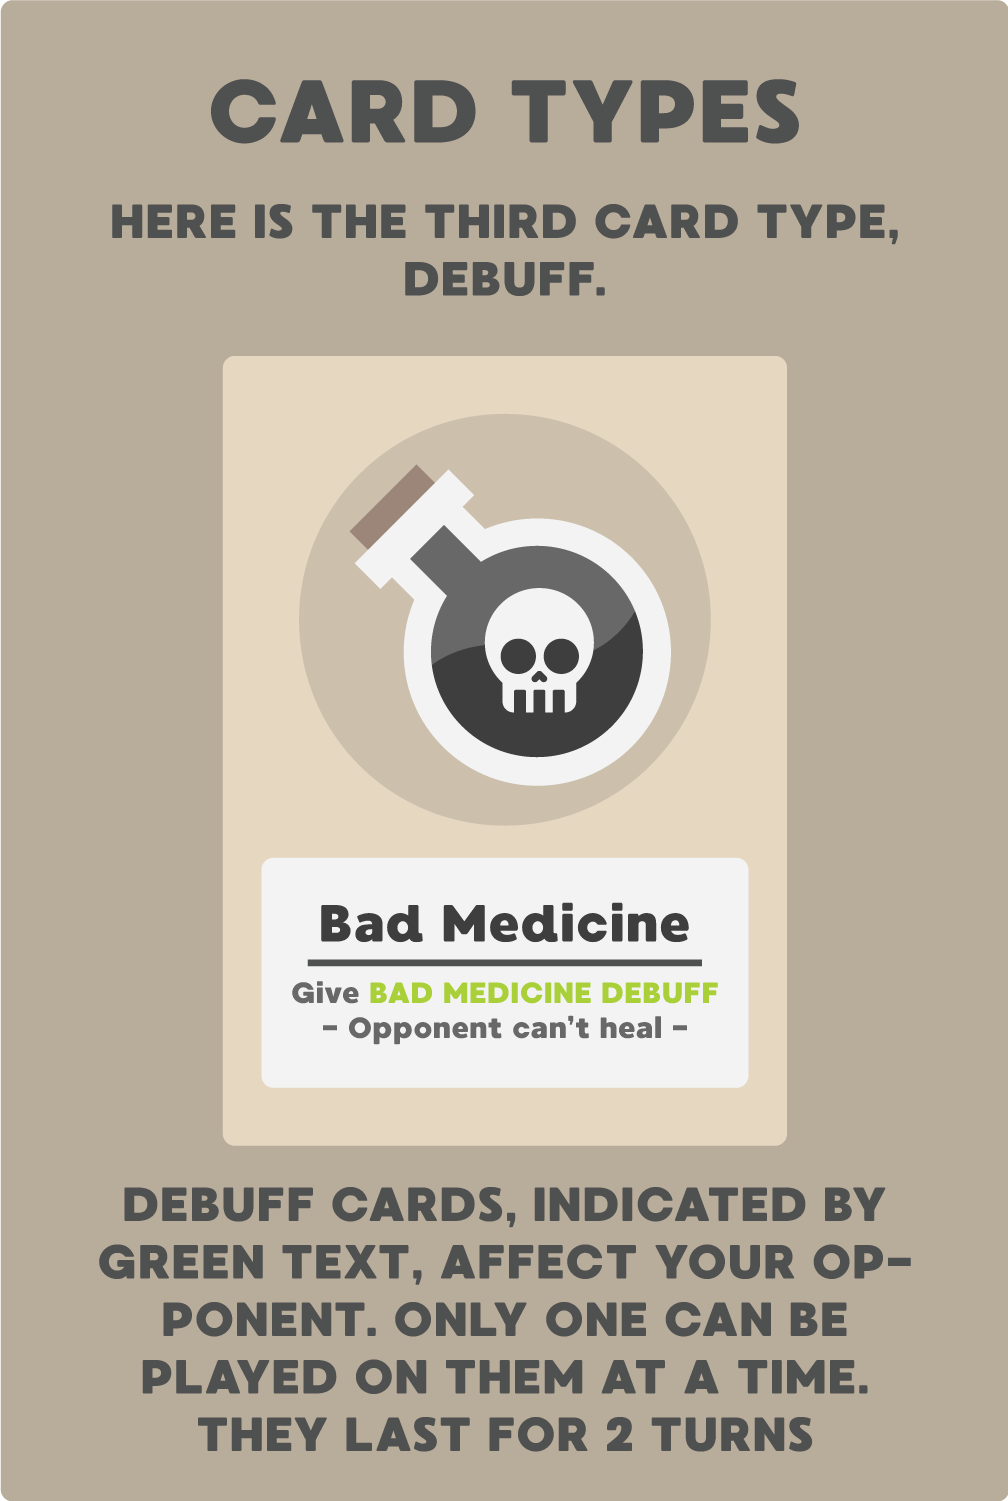 CARD TYPES
HERE IS THE THIRD CARD TYPE,
DEBUFF.
Bad Medicine
Give BAD MEDICINE DEBUFF
- Opponent can't heal -
DEBUFF CARDS, INDICATED BY
GREEN TEXT, AFFECT YOUR OP-
PONENT. ONLY ONE CAN BE
PLAYED ON THEM AT A TIME.
THEY LAST FOR 2 TURNS